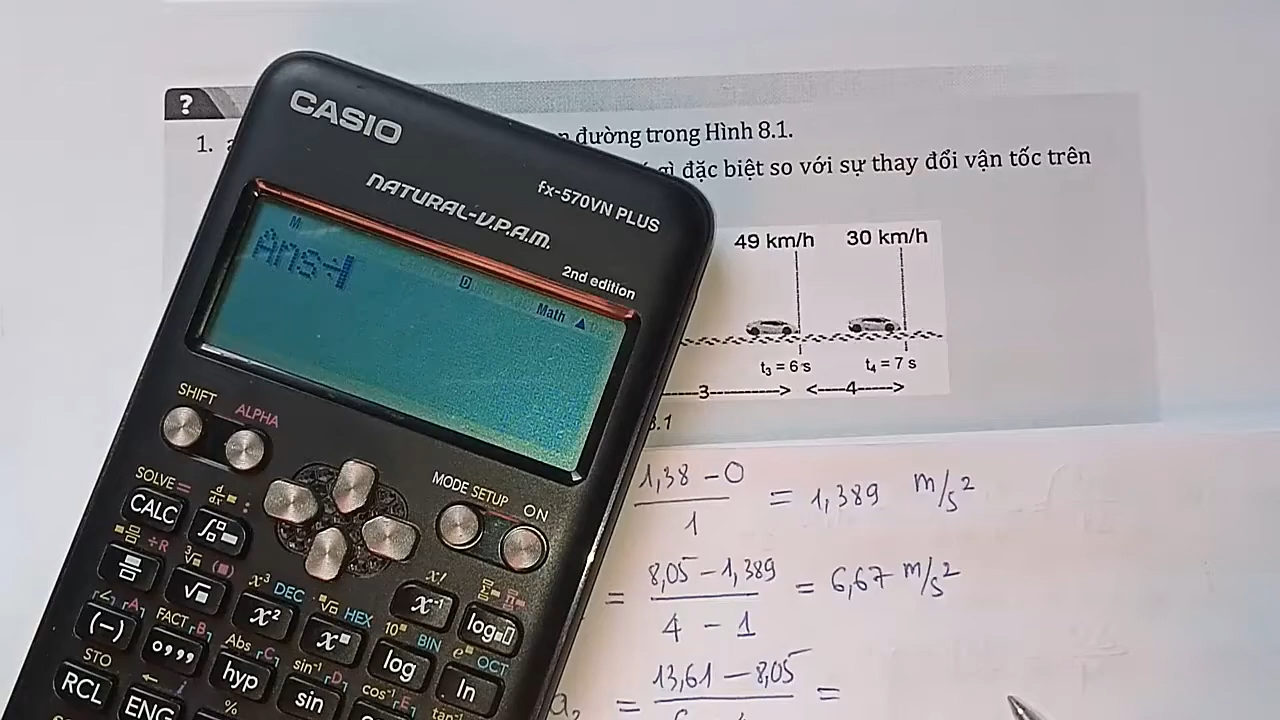 ?
1.
đường trong Hình 8.1.
gì đặc biệt so với sự thay đổi vận tốc trên
CASIO
NATURAL-V.P.A.M.
fx-570VN PLUS
2nd edition
M
D
Math ▲
Ans÷
49 km/h 30 km/h
t₃ = 6 s t₄ = 7 s
3 4
8.1
1,38 - 0
1
= 1,389 m/s²
= 8,05 - 1,389
4 - 1
= 6,67 m/s²
= 13,61 - 8,05 =
SHIFT ALPHA
MODE SETUP ON
SOLVE =
CALC
d/dx
÷R
³√
x³ DEC
√ HEX
10 BIN
e OCT
x!
√
x²
x
x⁻¹
log
ln
(-)
FACT
Abs
sin⁻¹
cos⁻¹
tan⁻¹
° , , ,
hyp
sin
STO
RCL
ENG
%